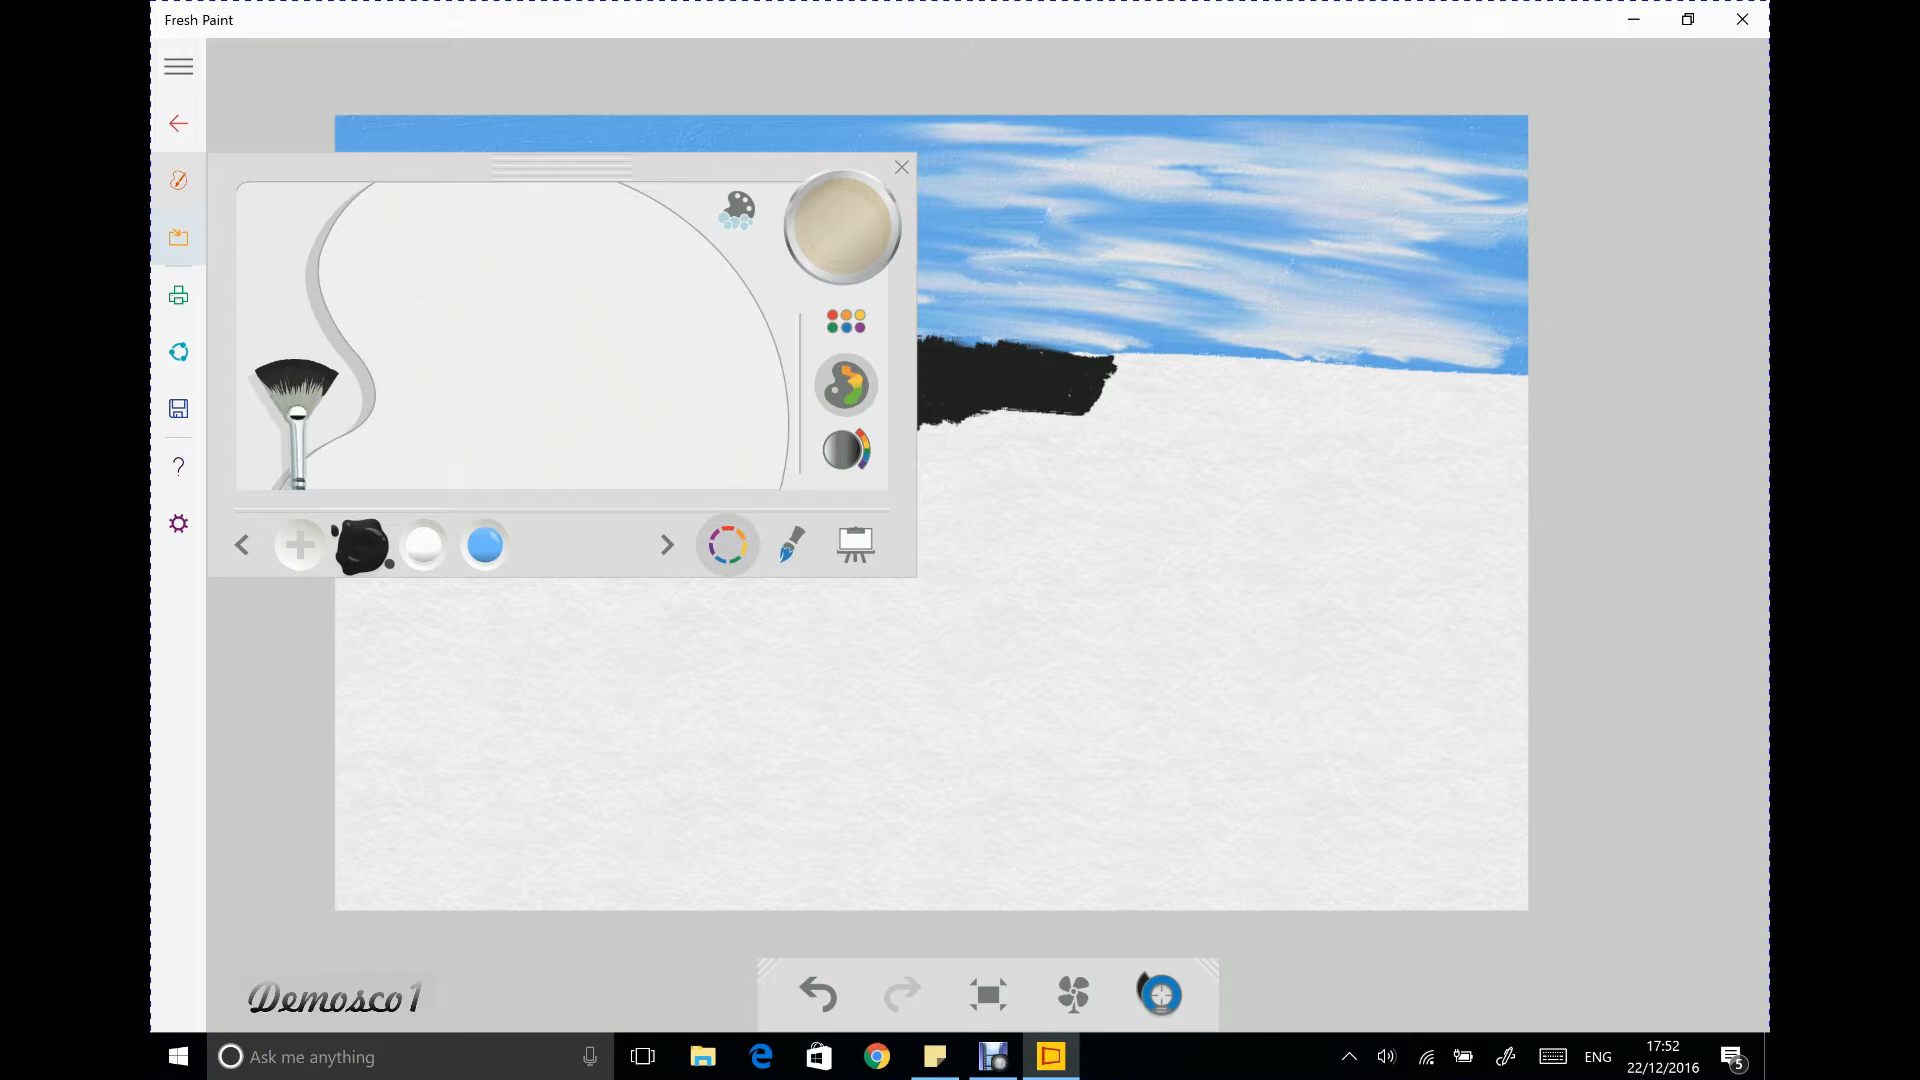 Fresh Paint
?
Demosco1
Ask me anything
ENG
17:52
22/12/2016
5